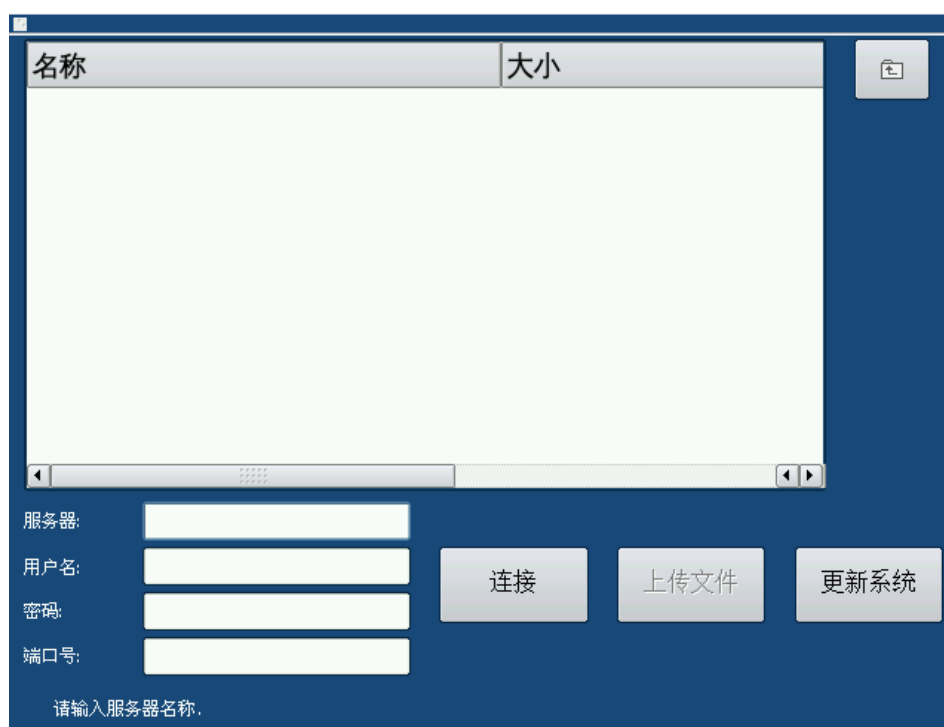 名称 大小
服务器:
用户名:
连接 上传文件 更新系统
密码:
端口号:
请输入服务器名称.